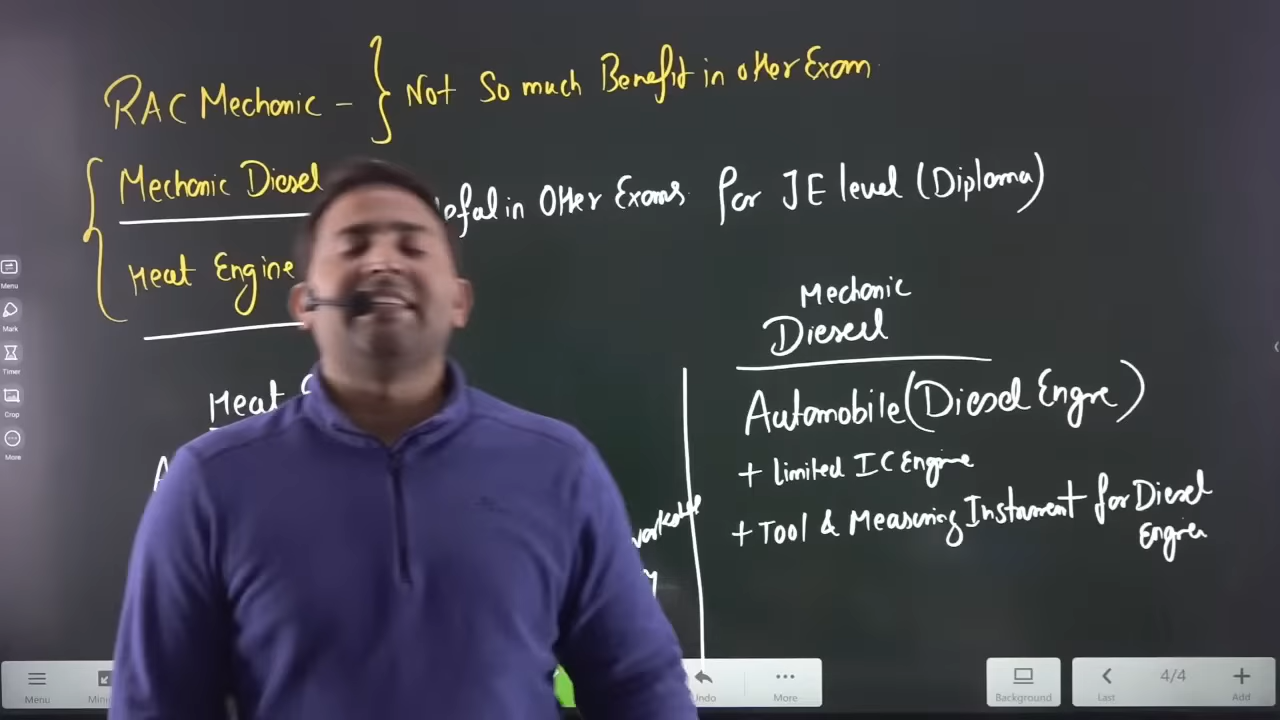 RAC Mechanic - } Not So much Benefit in other Exam
Mechanic Diesel
in Other Exams for JE level (Diploma)
Heat Engine
Mechanic
Diesel
Heat
Automobile (Diesel Engine)
+ Limited IC Engine
+ Tool & Measuring Instrument for Diesel
Engine
Menu
Mark
Timer
Crop
More
Menu
Undo
More
Background
Last
4/4
Add